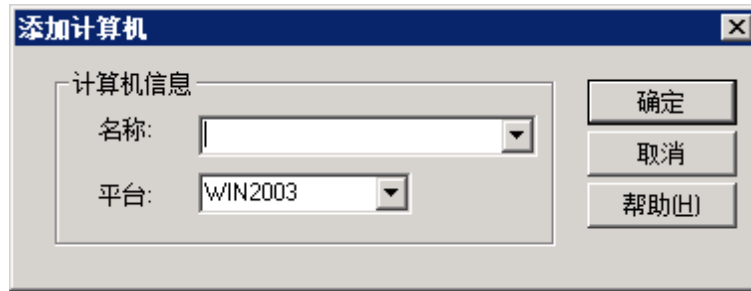 添加计算机
计算机信息
名称:
平台: WIN2003
确定
取消
帮助(H)